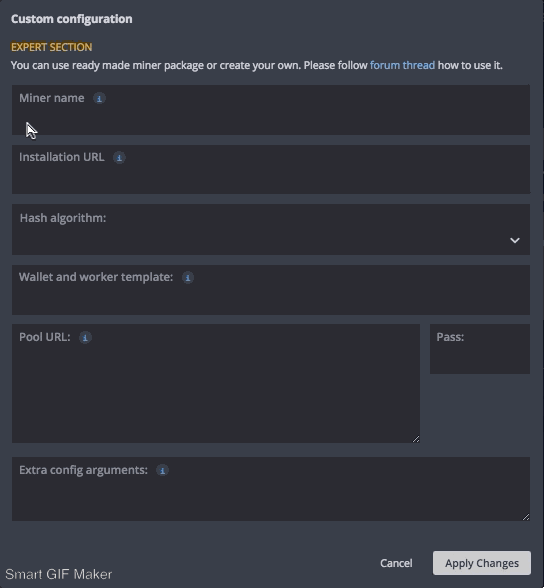 Custom configuration
EXPERT SECTION
You can use ready made miner package or create your own. Please follow forum thread how to use it.
Miner name i
Installation URL i
Hash algorithm:
Wallet and worker template: i
Pool URL: i
Pass:
Extra config arguments: i
Cancel
Apply Changes
Smart GIF Maker